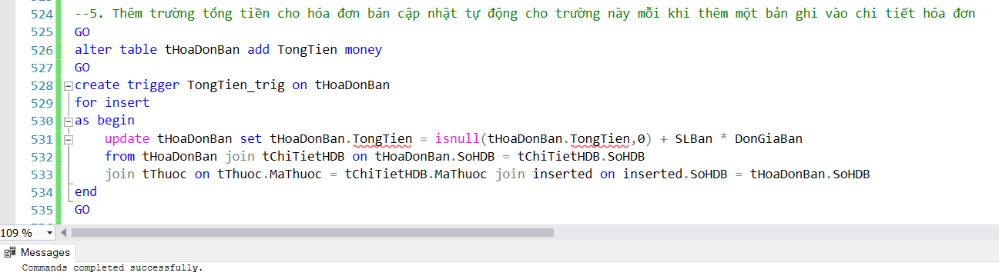 524 --5. Thêm trường tổng tiền cho hóa đơn bán cập nhật tự động cho trường này mỗi khi thêm một bản ghi vào chi tiết hóa đơn
525 GO
526 alter table tHoaDonBan add TongTien money
527 GO
528 create trigger TongTien_trig on tHoaDonBan
529 for insert
530 as begin
531 update tHoaDonBan set tHoaDonBan.TongTien = isnull(tHoaDonBan.TongTien,0) + SLBan * DonGiaBan
532 from tHoaDonBan join tChiTietHDB on tHoaDonBan.SoHDB = tChiTietHDB.SoHDB
533 join tThuoc on tThuoc.MaThuoc = tChiTietHDB.MaThuoc join inserted on inserted.SoHDB = tHoaDonBan.SoHDB
534 end
535 GO
109 %
Messages
Commands completed successfully.